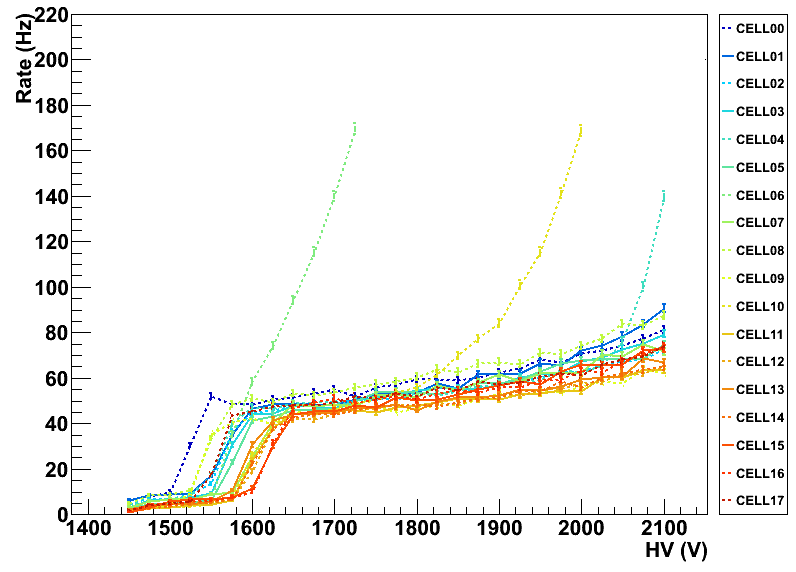 Rate (Hz)
220
200
180
160
140
120
100
80
60
40
20
0
1400 1500 1600 1700 1800 1900 2000 2100
HV (V)
CELL00
CELL01
CELL02
CELL03
CELL04
CELL05
CELL06
CELL07
CELL08
CELL09
CELL10
CELL11
CELL12
CELL13
CELL14
CELL15
CELL16
CELL17